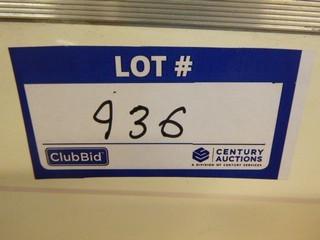 LOT #
936
ClubBid
CENTURY
AUCTIONS
A DIVISION OF CENTURY SERVICES